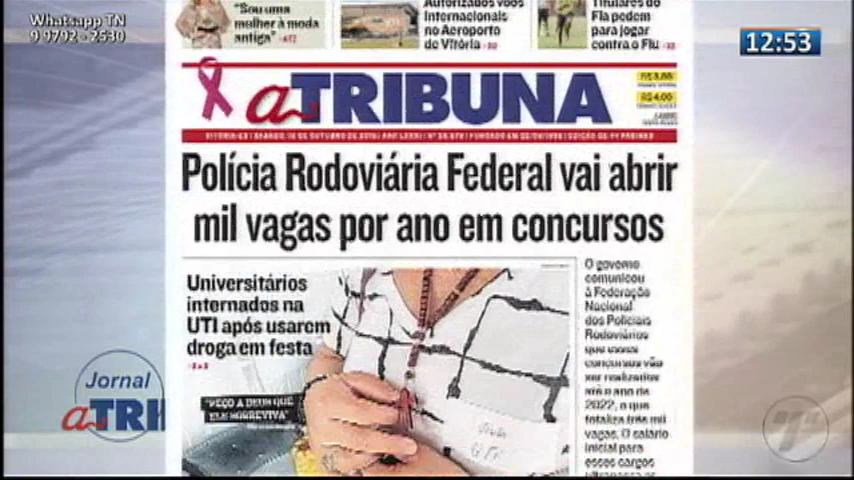 Whatsapp TN
9 9792 - 2530
12:53
"Sou uma
mulher à moda
antiga"
Autorizados voos
internacionais
no Aeroporto
de Vitória
Titulares do
Fla pedem
para jogar
contra o Flu
aTRIBUNA
R$ 4,00
Polícia Rodoviária Federal vai abrir
mil vagas por ano em concursos
Universitários
internados na
UTI após usarem
droga em festa
"PEÇO A DEUS QUE
ELE SOBREVIVA"
O governo
comunicou
à Federação
Nacional
dos Policiais
Rodoviários
que esses
concursos vão
ser realizados
até o ano de
2022, o que
totaliza três mil
vagas. O salário
inicial para
esses cargos
Jornal
aTRIB